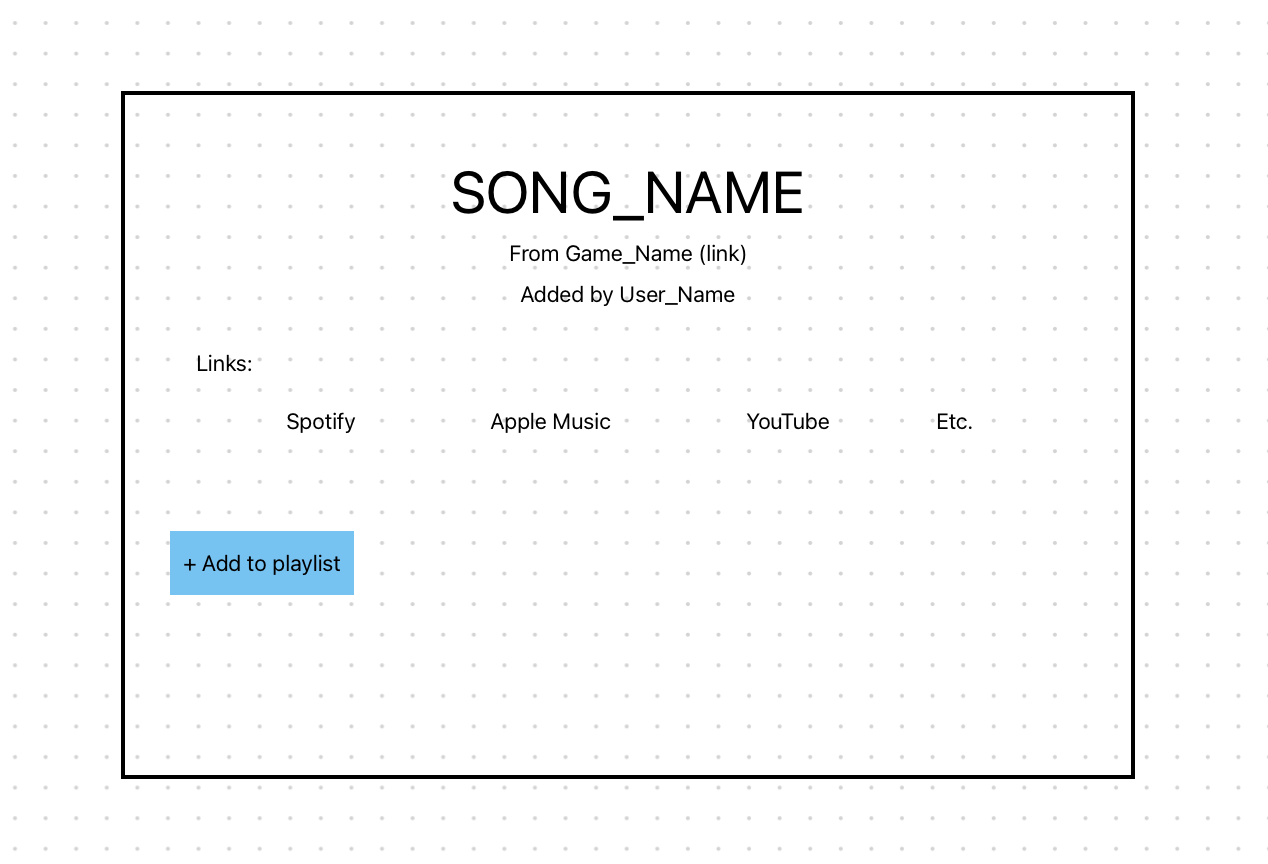 SONG_NAME
From Game_Name (link)
Added by User_Name
Links:
Spotify Apple Music YouTube Etc.
+ Add to playlist